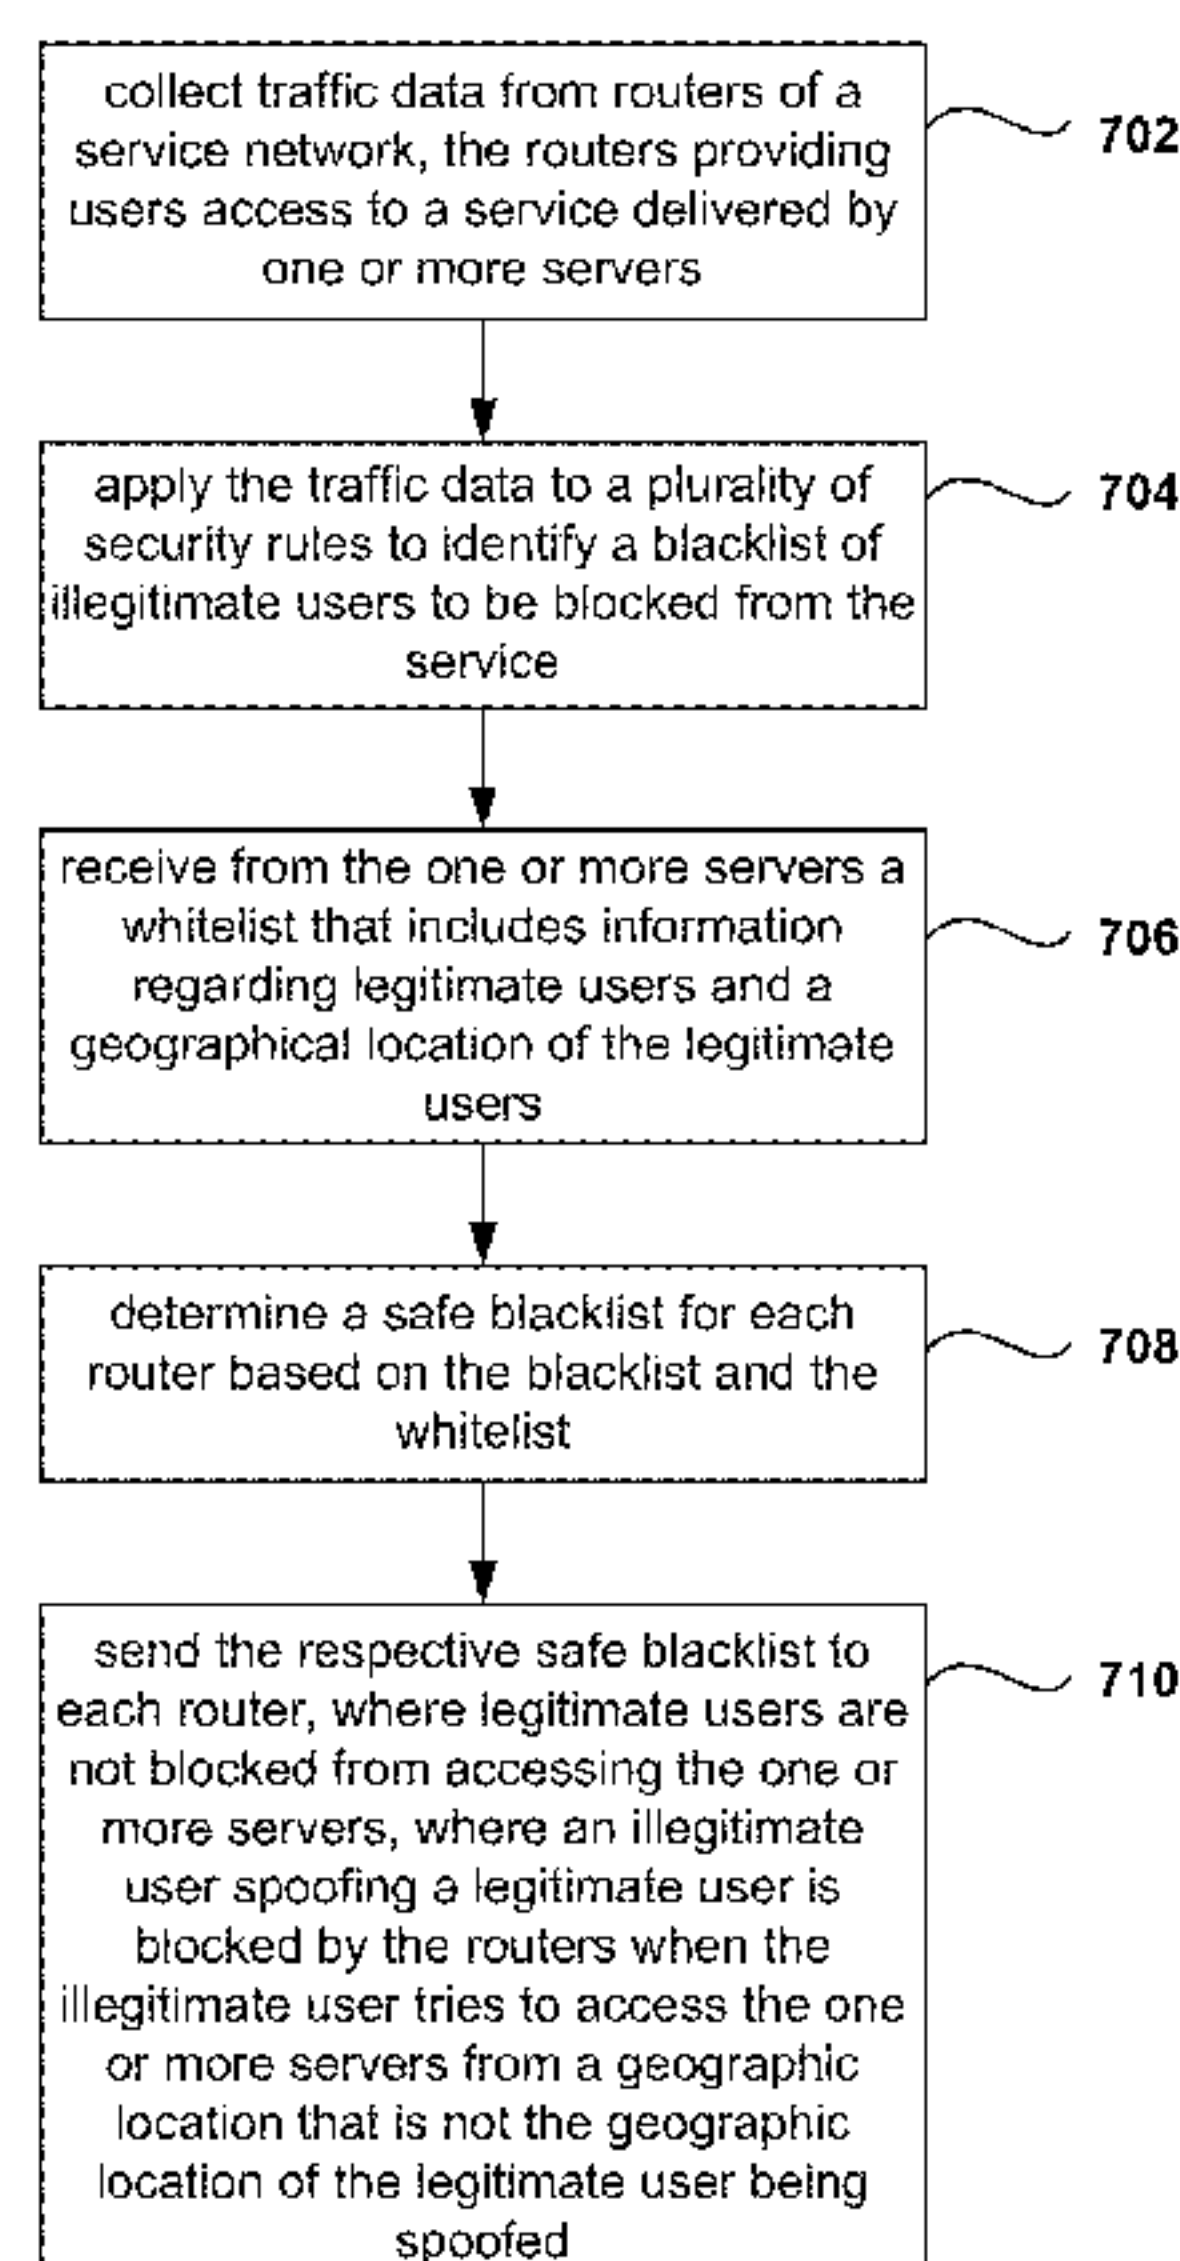 collect traffic data from routers of a
service network, the routers providing
users access to a service delivered by
one or more servers
702
apply the traffic data to a plurality of
security rules to identify a blacklist of
illegitimate users to be blocked from the
service
704
receive from the one or more servers a
whitelist that includes information
regarding legitimate users and a
geographical location of the legitimate
users
706
determine a safe blacklist for each
router based on the blacklist and the
whitelist
708
send the respective safe blacklist to
each router, where legitimate users are
not blocked from accessing the one or
more servers, where an illegitimate
user spoofing a legitimate user is
blocked by the routers when the
illegitimate user tries to access the one
or more servers from a geographic
location that is not the geographic
location of the legitimate user being
spoofed
710